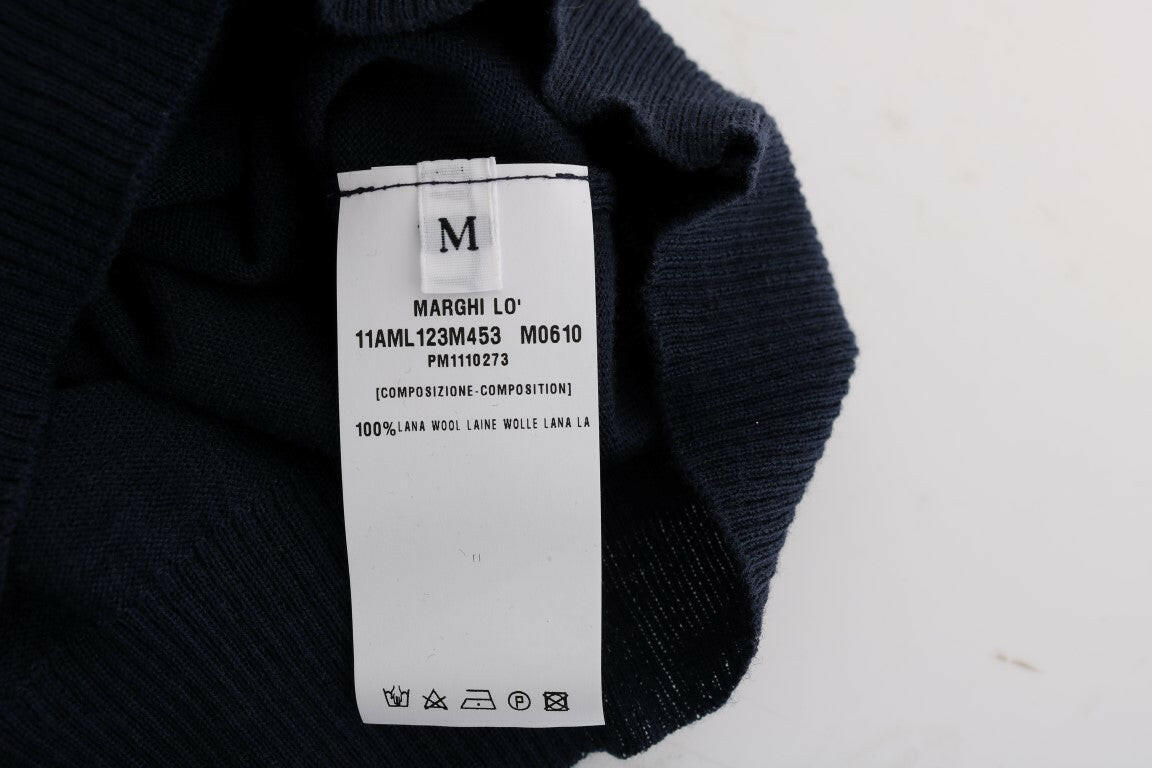 M
MARGHI LO'
11AML123M453 M0610
PM1110273
[COMPOSIZIONE-COMPOSITION]
100% LANA WOOL LAINE WOLLE LANA LA
P